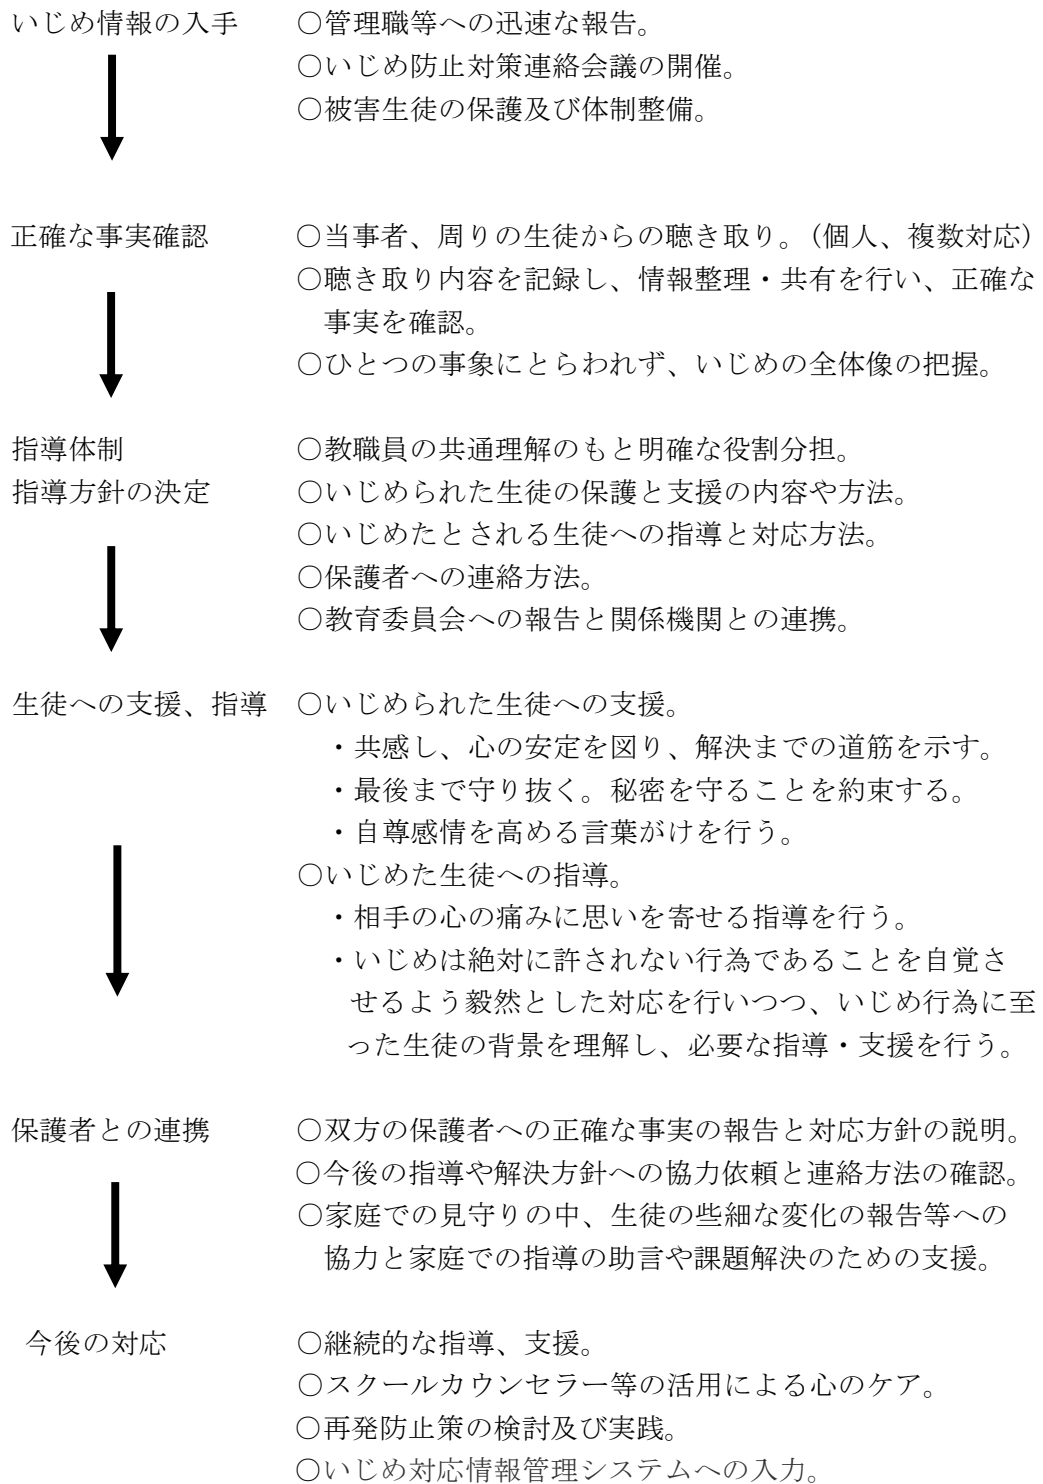 いじめ情報の入手　○管理職等への迅速な報告。
○いじめ防止対策連絡会議の開催。
○被害生徒の保護及び体制整備。
正確な事実確認　○当事者、周りの生徒からの聴き取り。（個人、複数対応）
○聴き取り内容を記録し、情報整理・共有を行い、正確な
事実を確認。
○ひとつの事象にとらわれず、いじめの全体像の把握。
指導体制　○教職員の共通理解のもと明確な役割分担。
指導方針の決定　○いじめられた生徒の保護と支援の内容や方法。
○いじめたとされる生徒への指導と対応方法。
○保護者への連絡方法。
○教育委員会への報告と関係機関との連携。
生徒への支援、指導　○いじめられた生徒への支援。
・共感し、心の安定を図り、解決までの道筋を示す。
・最後まで守り抜く。秘密を守ることを約束する。
・自尊感情を高める言葉がけを行う。
○いじめた生徒への指導。
・相手の心の痛みに思いを寄せる指導を行う。
・いじめは絶対に許されない行為であることを自覚さ
せるよう毅然とした対応を行いつつ、いじめ行為に至
った生徒の背景を理解し、必要な指導・支援を行う。
保護者との連携　○双方の保護者への正確な事実の報告と対応方針の説明。
○今後の指導や解決方針への協力依頼と連絡方法の確認。
○家庭での見守りの中、生徒の些細な変化の報告等への
協力と家庭での指導の助言や課題解決のための支援。
今後の対応　○継続的な指導、支援。
○スクールカウンセラー等の活用による心のケア。
○再発防止策の検討及び実践。
○いじめ対応情報管理システムへの入力。